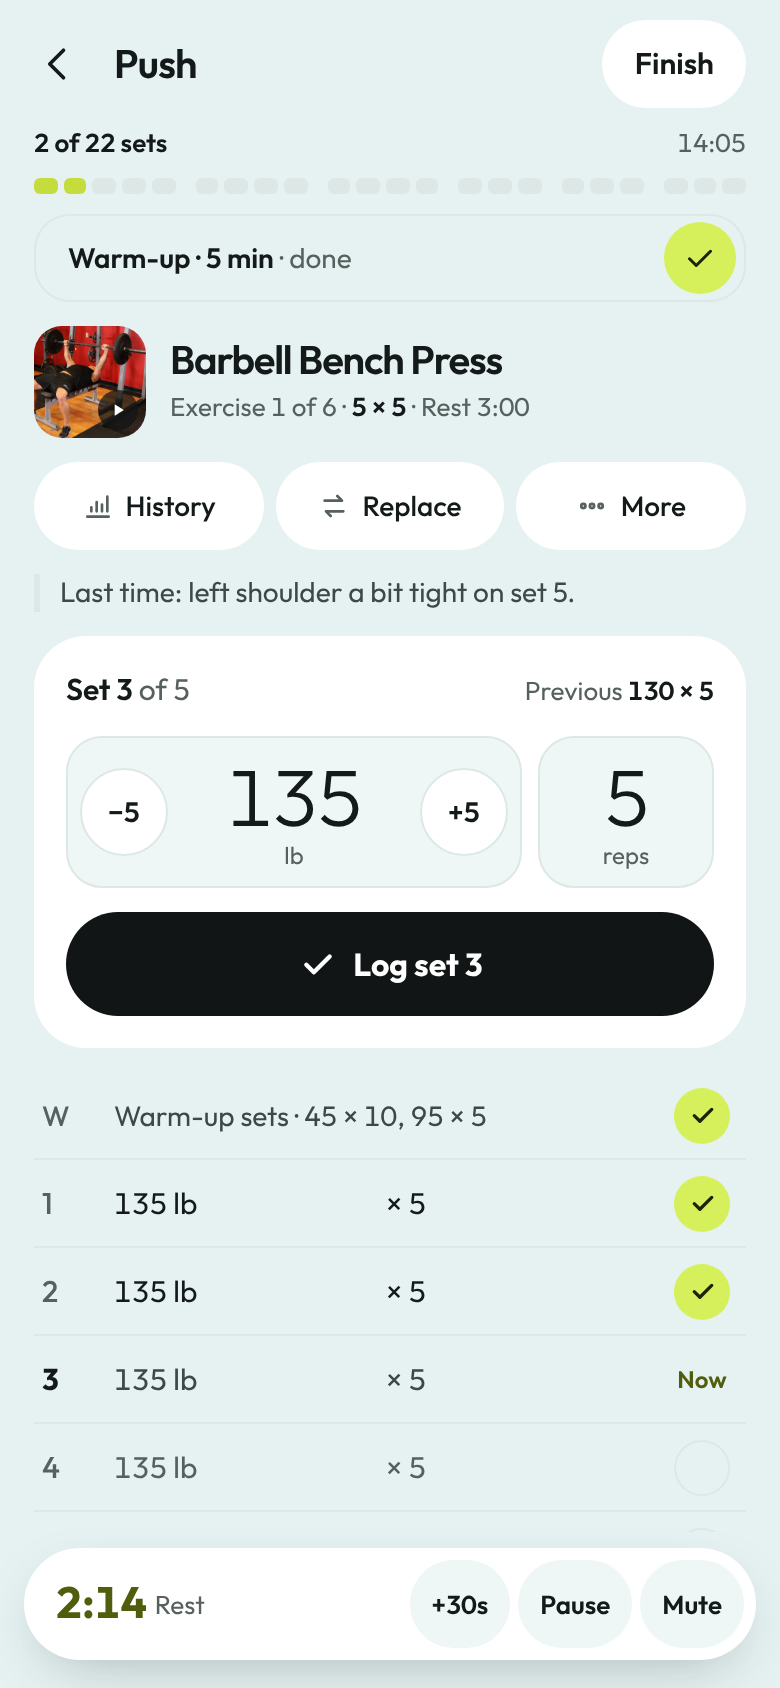 Push
Finish
2 of 22 sets
14:05
Warm-up · 5 min · done
Barbell Bench Press
Exercise 1 of 6 · 5 × 5 · Rest 3:00
History
Replace
More
Last time: left shoulder a bit tight on set 5.
Set 3 of 5
Previous 130 × 5
−5
135
lb
+5
5
reps
Log set 3
W Warm-up sets · 45 × 10, 95 × 5
1 135 lb × 5
2 135 lb × 5
3 135 lb × 5 Now
4 135 lb × 5
2:14 Rest
+30s
Pause
Mute